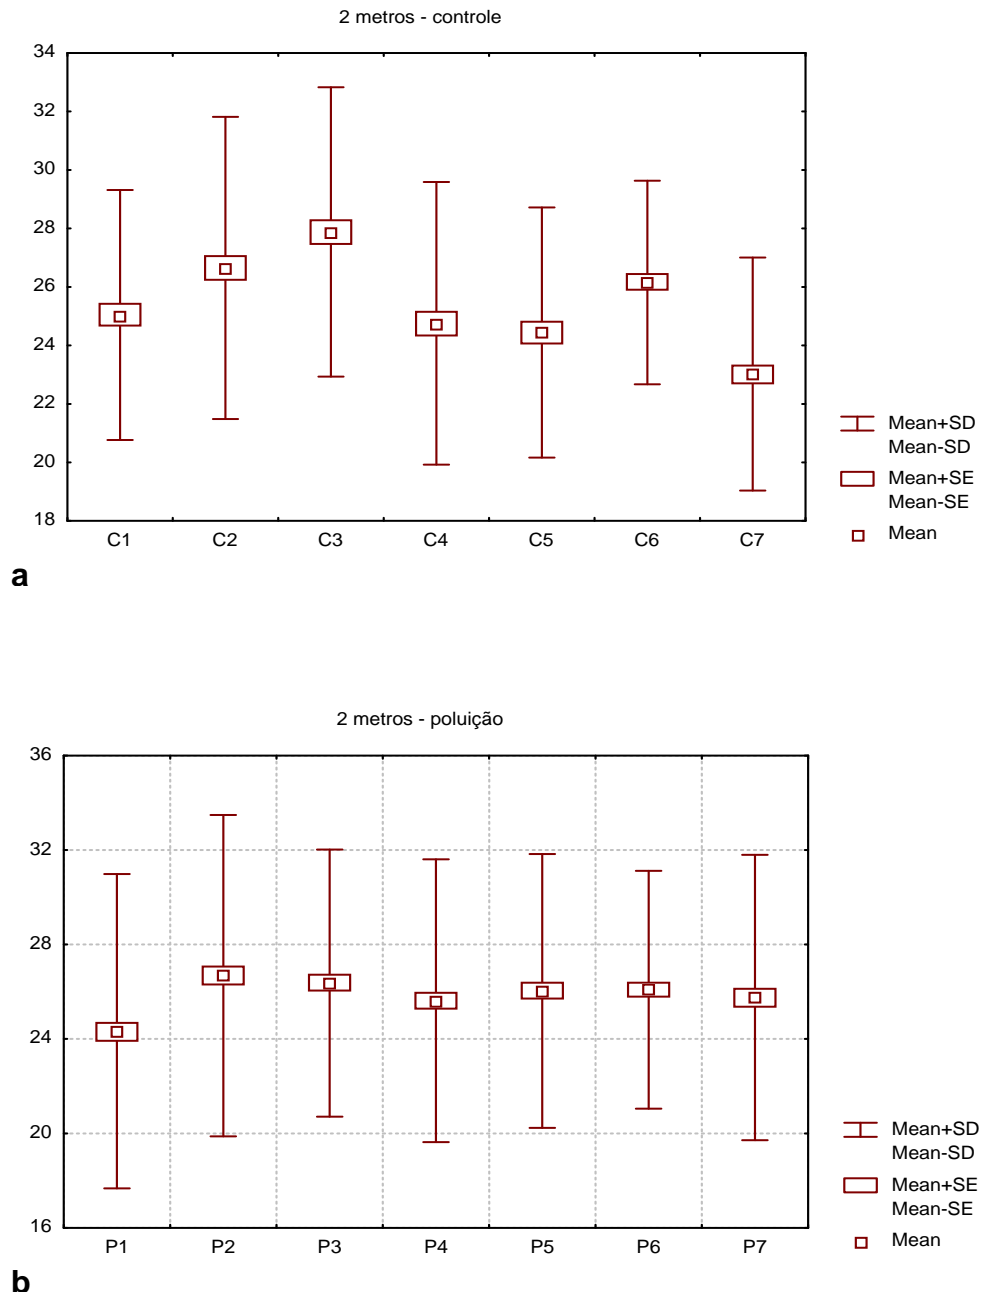 2 metros - controle
34
32
30
28
26
24
22
20
18
C1 C2 C3 C4 C5 C6 C7
Mean+SD
Mean-SD
Mean+SE
Mean-SE
Mean
a
2 metros - poluição
36
32
28
24
20
16
P1 P2 P3 P4 P5 P6 P7
Mean+SD
Mean-SD
Mean+SE
Mean-SE
Mean
b